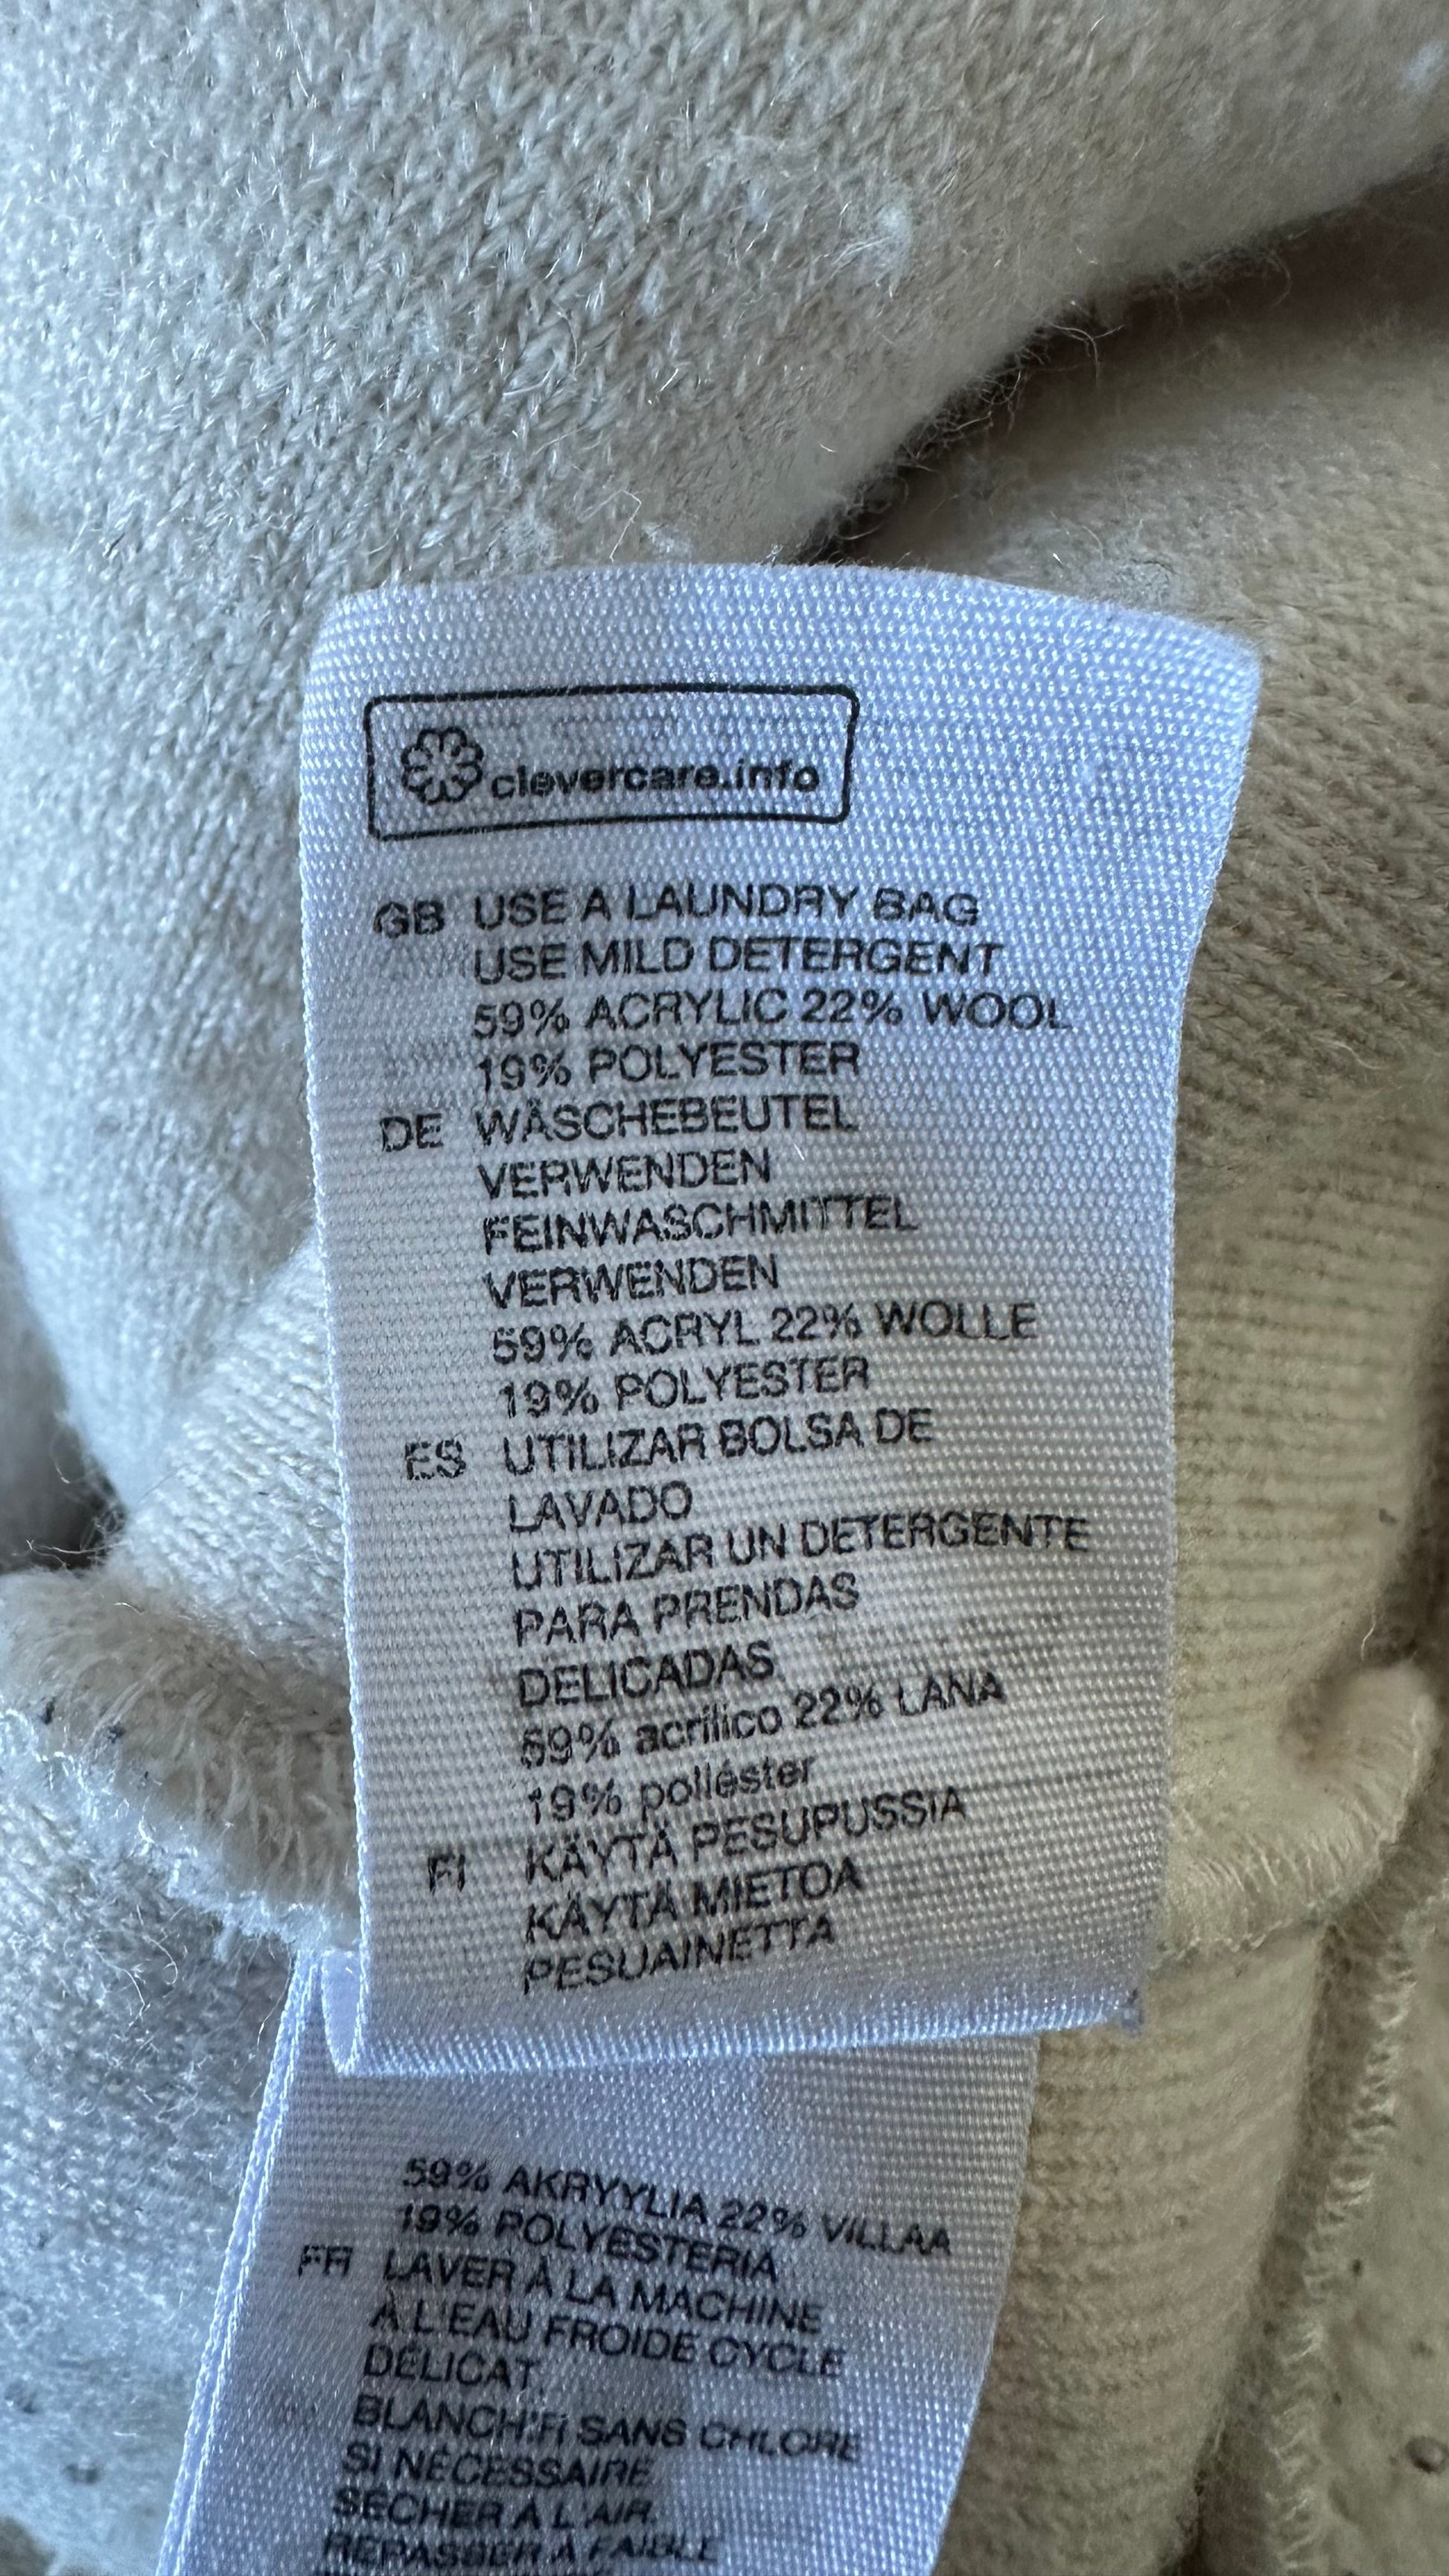 clevercare.info
GB USE A LAUNDRY BAG
USE MILD DETERGENT
59% ACRYLIC 22% WOOL
19% POLYESTER
DE WÄSCHEBEUTEL
VERWENDEN
FEINWASCHMITTEL
VERWENDEN
59% ACRYL 22% WOLLE
19% POLYESTER
ES UTILIZAR BOLSA DE
LAVADO
UTILIZAR UN DETERGENTE
PARA PRENDAS
DELICADAS
59% acrílico 22% LANA
19% poliéster
FI KÄYTÄ PESUPUSSIA
KÄYTÄ MIETOA
PESUAINETTA
59% AKRYYLIA 22% VILLAA
19% POLYESTERIA
FR LAVER À LA MACHINE
À L'EAU FROIDE CYCLE
DÉLICAT.
BLANCHIR SANS CHLORE
SI NÉCESSAIRE
SÉCHER À L'AIR.
REPASSER À FAIBLE